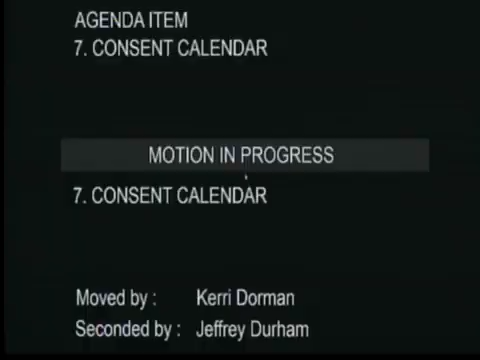 AGENDA ITEM
7. CONSENT CALENDAR
MOTION IN PROGRESS
7. CONSENT CALENDAR
Moved by : Kerri Dorman
Seconded by : Jeffrey Durham